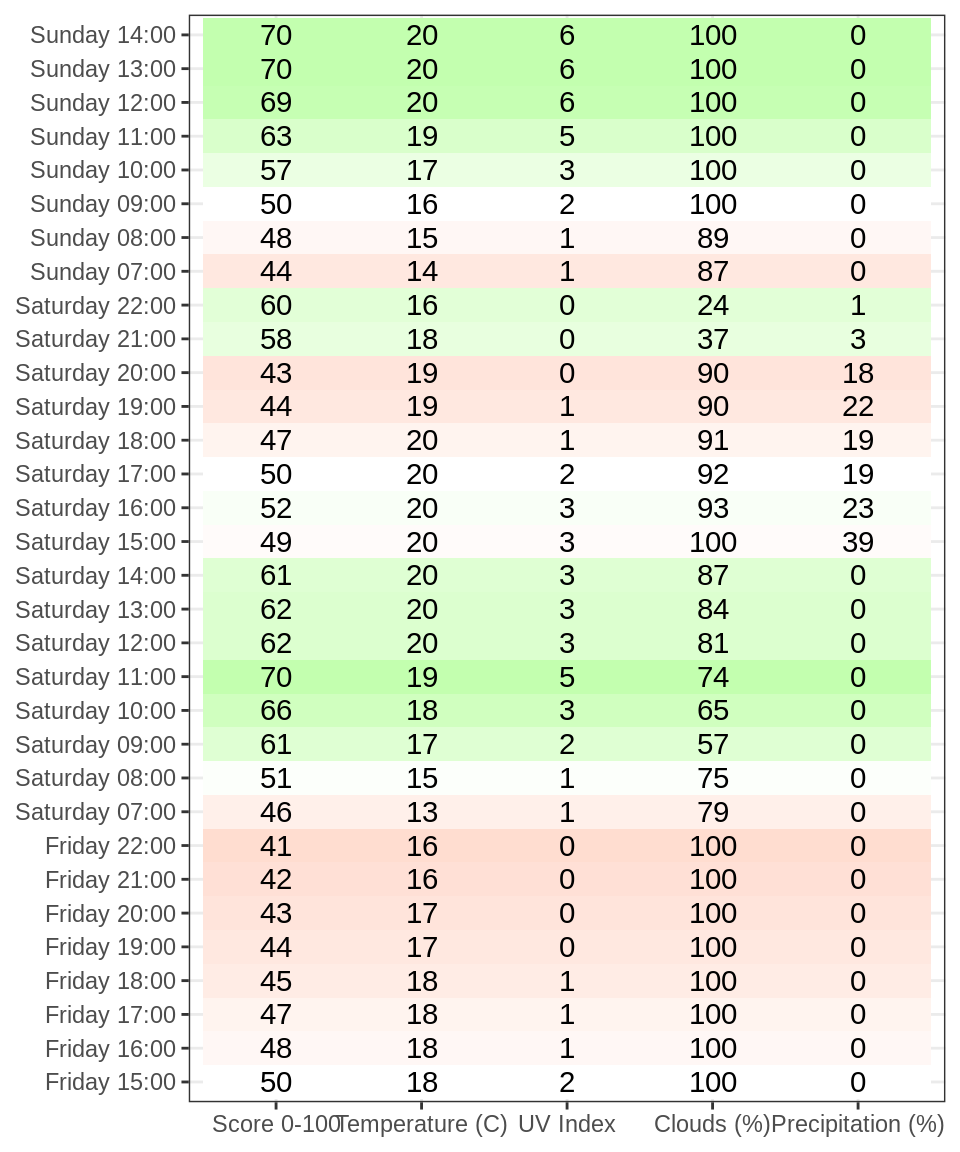 Sunday 14:00 70 20 6 100 0
Sunday 13:00 70 20 6 100 0
Sunday 12:00 69 20 6 100 0
Sunday 11:00 63 19 5 100 0
Sunday 10:00 57 17 3 100 0
Sunday 09:00 50 16 2 100 0
Sunday 08:00 48 15 1 89 0
Sunday 07:00 44 14 1 87 0
Saturday 22:00 60 16 0 24 1
Saturday 21:00 58 18 0 37 3
Saturday 20:00 43 19 0 90 18
Saturday 19:00 44 19 1 90 22
Saturday 18:00 47 20 1 91 19
Saturday 17:00 50 20 2 92 19
Saturday 16:00 52 20 3 93 23
Saturday 15:00 49 20 3 100 39
Saturday 14:00 61 20 3 87 0
Saturday 13:00 62 20 3 84 0
Saturday 12:00 62 20 3 81 0
Saturday 11:00 70 19 5 74 0
Saturday 10:00 66 18 3 65 0
Saturday 09:00 61 17 2 57 0
Saturday 08:00 51 15 1 75 0
Saturday 07:00 46 13 1 79 0
Friday 22:00 41 16 0 100 0
Friday 21:00 42 16 0 100 0
Friday 20:00 43 17 0 100 0
Friday 19:00 44 17 0 100 0
Friday 18:00 45 18 1 100 0
Friday 17:00 47 18 1 100 0
Friday 16:00 48 18 1 100 0
Friday 15:00 50 18 2 100 0
Score 0-100 Temperature (C) UV Index Clouds (%) Precipitation (%)